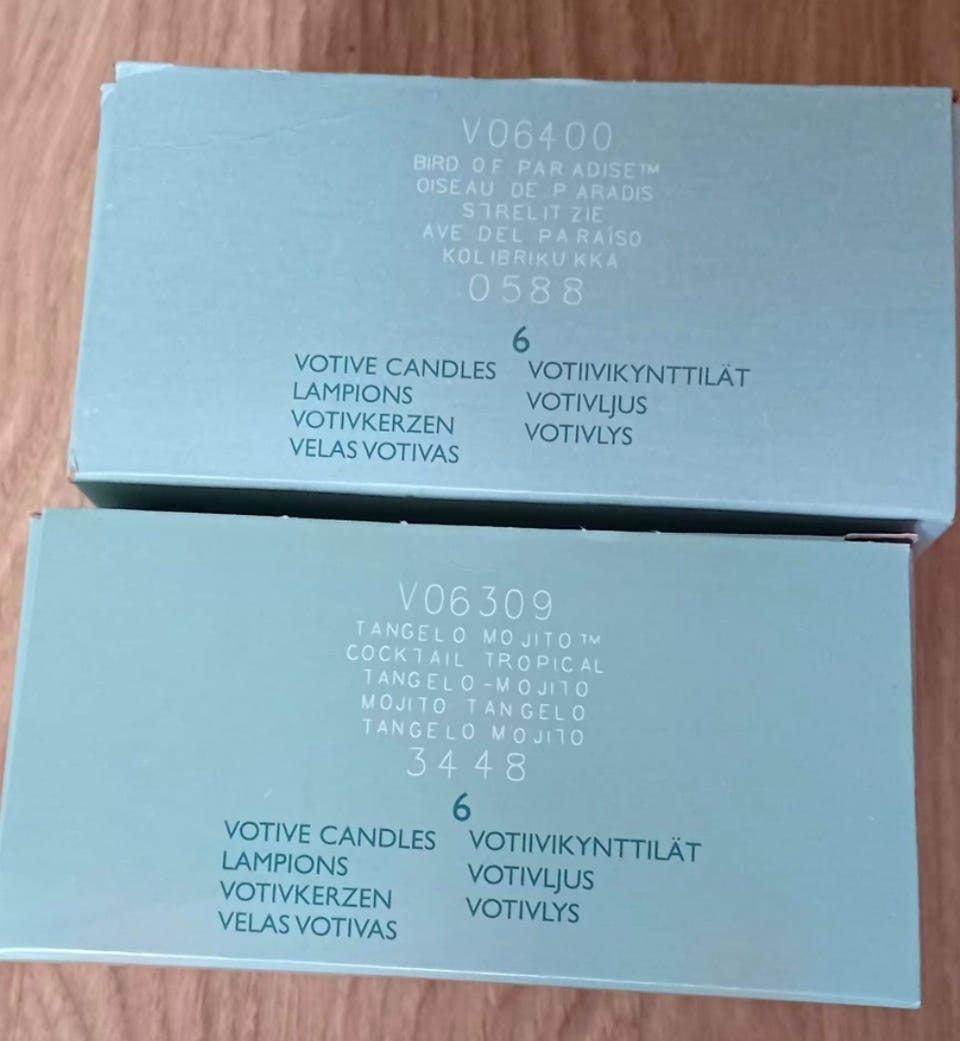 V06400
BIRD OF PARADISE™
OISEAU DE PARADIS
STRELITZIE
AVE DEL PARAÍSO
KOLIBRIKUKKA
0588
6
VOTIVE CANDLES VOTIIVIKYNTTILÄT
LAMPIONS VOTIVLJUS
VOTIVKERZEN VOTIVLYS
VELAS VOTIVAS
V06309
TANGELO MOJITO™
COCKTAIL TROPICAL
TANGELO-MOJITO
MOJITO TANGELO
TANGELO MOJITO
3448
6
VOTIVE CANDLES VOTIIVIKYNTTILÄT
LAMPIONS VOTIVLJUS
VOTIVKERZEN VOTIVLYS
VELAS VOTIVAS